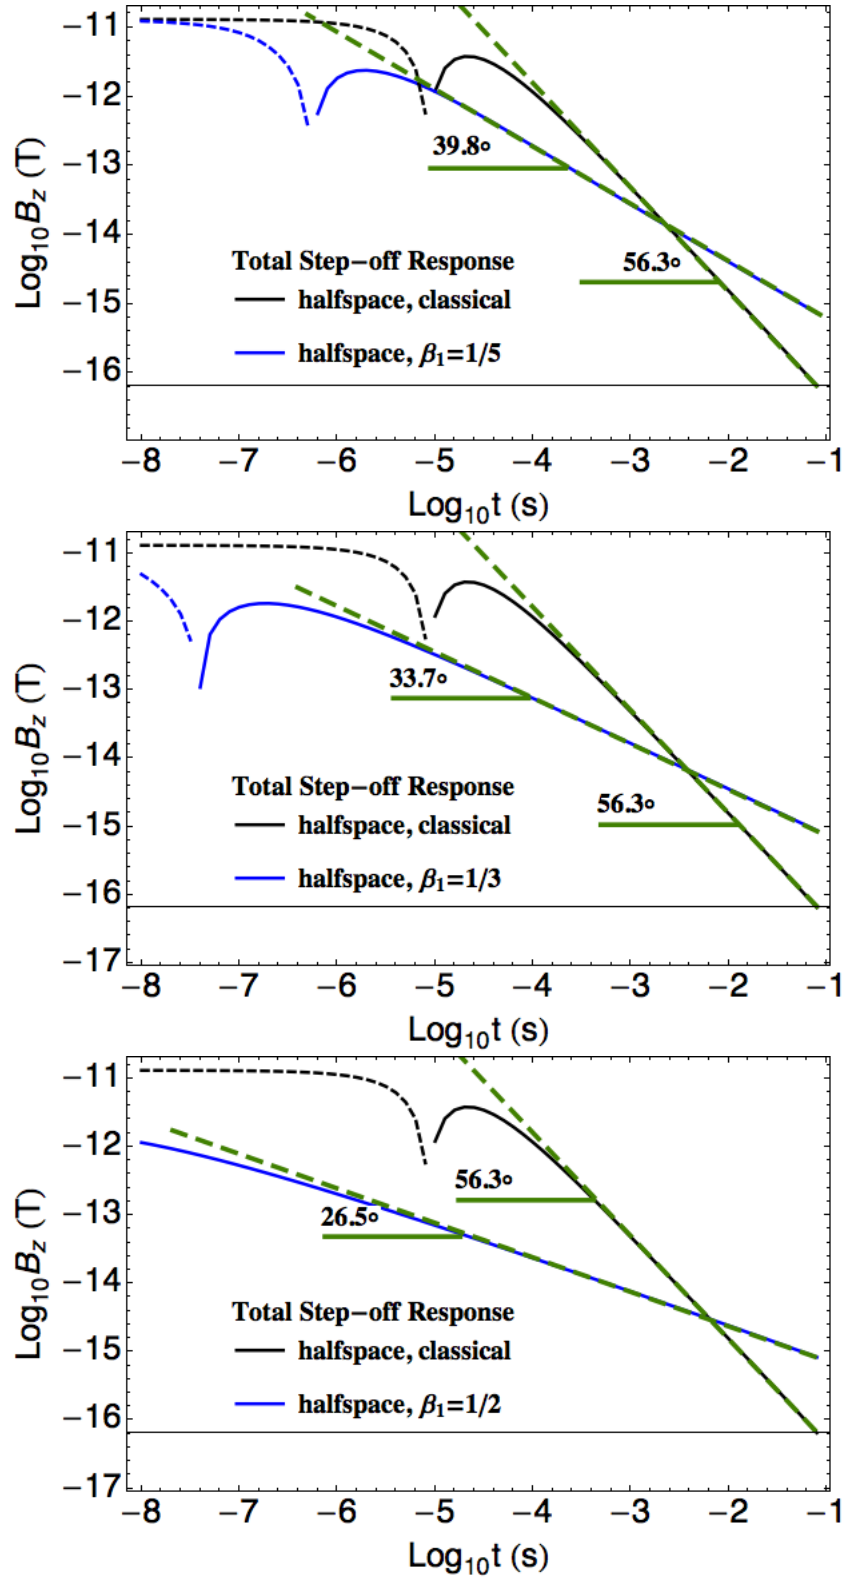 Log₁₀B_z (T)
−11
−12
−13
−14
−15
−16
39.8°
56.3°
Total Step−off Response
halfspace, classical
halfspace, β₁=1/5
−8 −7 −6 −5 −4 −3 −2 −1
Log₁₀t (s)
Log₁₀B_z (T)
−11
−12
−13
−14
−15
−16
−17
33.7°
56.3°
Total Step−off Response
halfspace, classical
halfspace, β₁=1/3
−8 −7 −6 −5 −4 −3 −2 −1
Log₁₀t (s)
Log₁₀B_z (T)
−11
−12
−13
−14
−15
−16
−17
56.3°
26.5°
Total Step−off Response
halfspace, classical
halfspace, β₁=1/2
−8 −7 −6 −5 −4 −3 −2 −1
Log₁₀t (s)